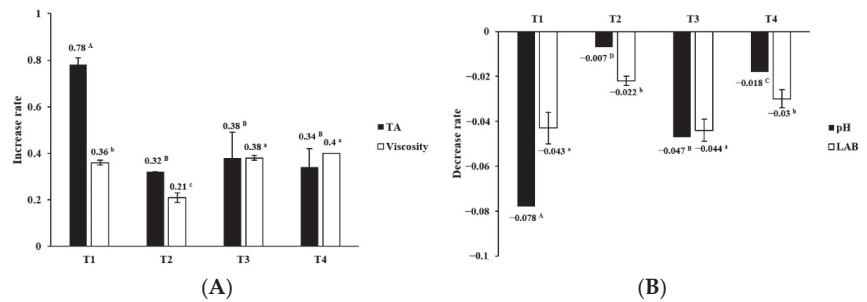 Increase rate
1
0.8
0.6
0.4
0.2
0
0.78 A
0.36 b
0.32 B
0.21 c
0.38 B
0.38 a
0.34 B
0.4 a
T1 T2 T3 T4
TA
Viscosity
(A)
Decrease rate
T1 T2 T3 T4
0
−0.02
−0.04
−0.06
−0.08
−0.1
−0.078 A
−0.043 a
−0.007 D
−0.022 b
−0.047 B
−0.044 a
−0.018 C
−0.03 b
pH
LAB
(B)